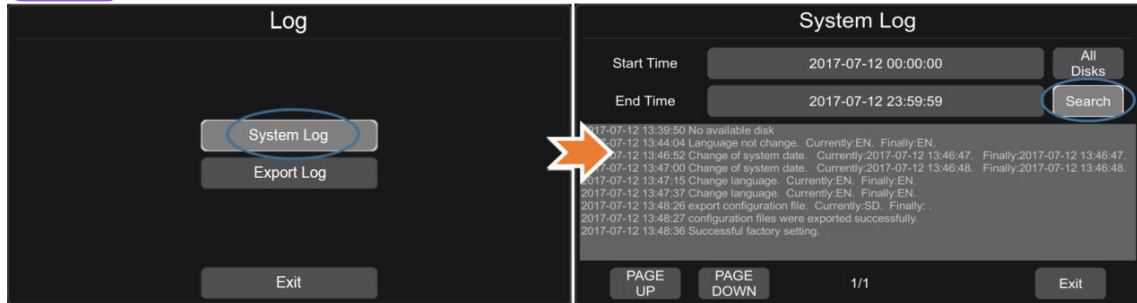 Log
System Log
Export Log
Exit
System Log
Start Time 2017-07-12 00:00:00 All Disks
End Time 2017-07-12 23:59:59 Search
2017-07-12 13:39:50 No available disk
2017-07-12 13:44:04 Language not change. Currently:EN. Finally:EN.
2017-07-12 13:46:52 Change of system date. Currently:2017-07-12 13:46:47. Finally:2017-07-12 13:46:47.
2017-07-12 13:47:00 Change of system date. Currently:2017-07-12 13:46:48. Finally:2017-07-12 13:46:48.
2017-07-12 13:47:15 Change language. Currently:EN. Finally:EN.
2017-07-12 13:47:37 Change language. Currently:EN. Finally:EN.
2017-07-12 13:48:26 export configuration file. Currently:SD. Finally: .
2017-07-12 13:48:27 configuration files were exported successfully.
2017-07-12 13:48:36 Successful factory setting.
PAGE UP PAGE DOWN 1/1 Exit